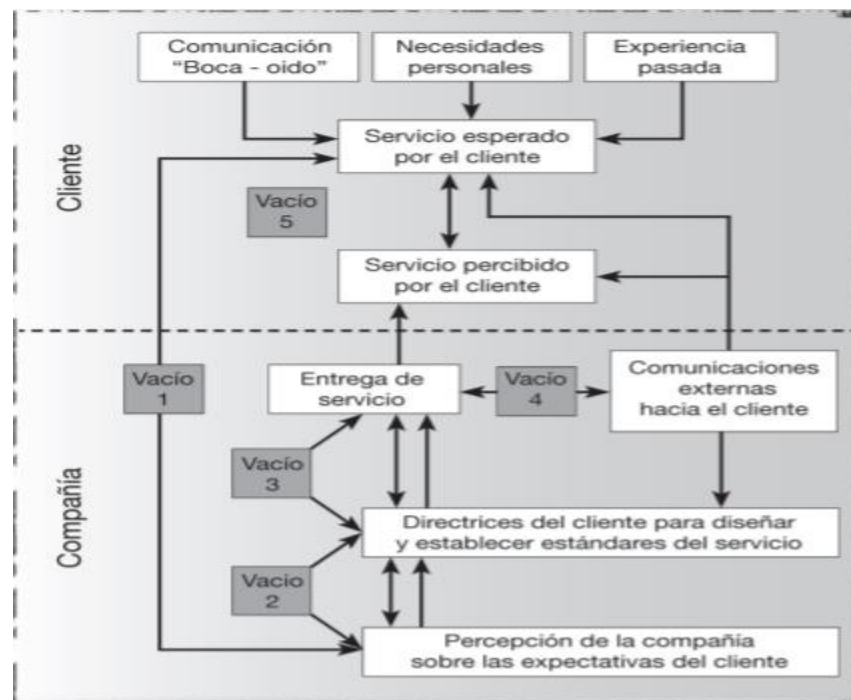 Comunicación
"Boca - oido"
Necesidades
personales
Experiencia
pasada
Servicio esperado
por el cliente
Cliente
Vacío
5
Servicio percibido
por el cliente
Vacío
1
Entrega de
servicio
Vacío
4
Comunicaciones
externas
hacia el cliente
Vacío
3
Compañía
Directrices del cliente para diseñar
y establecer estándares del servicio
Vacio
2
Percepción de la compañía
sobre las expectativas del cliente